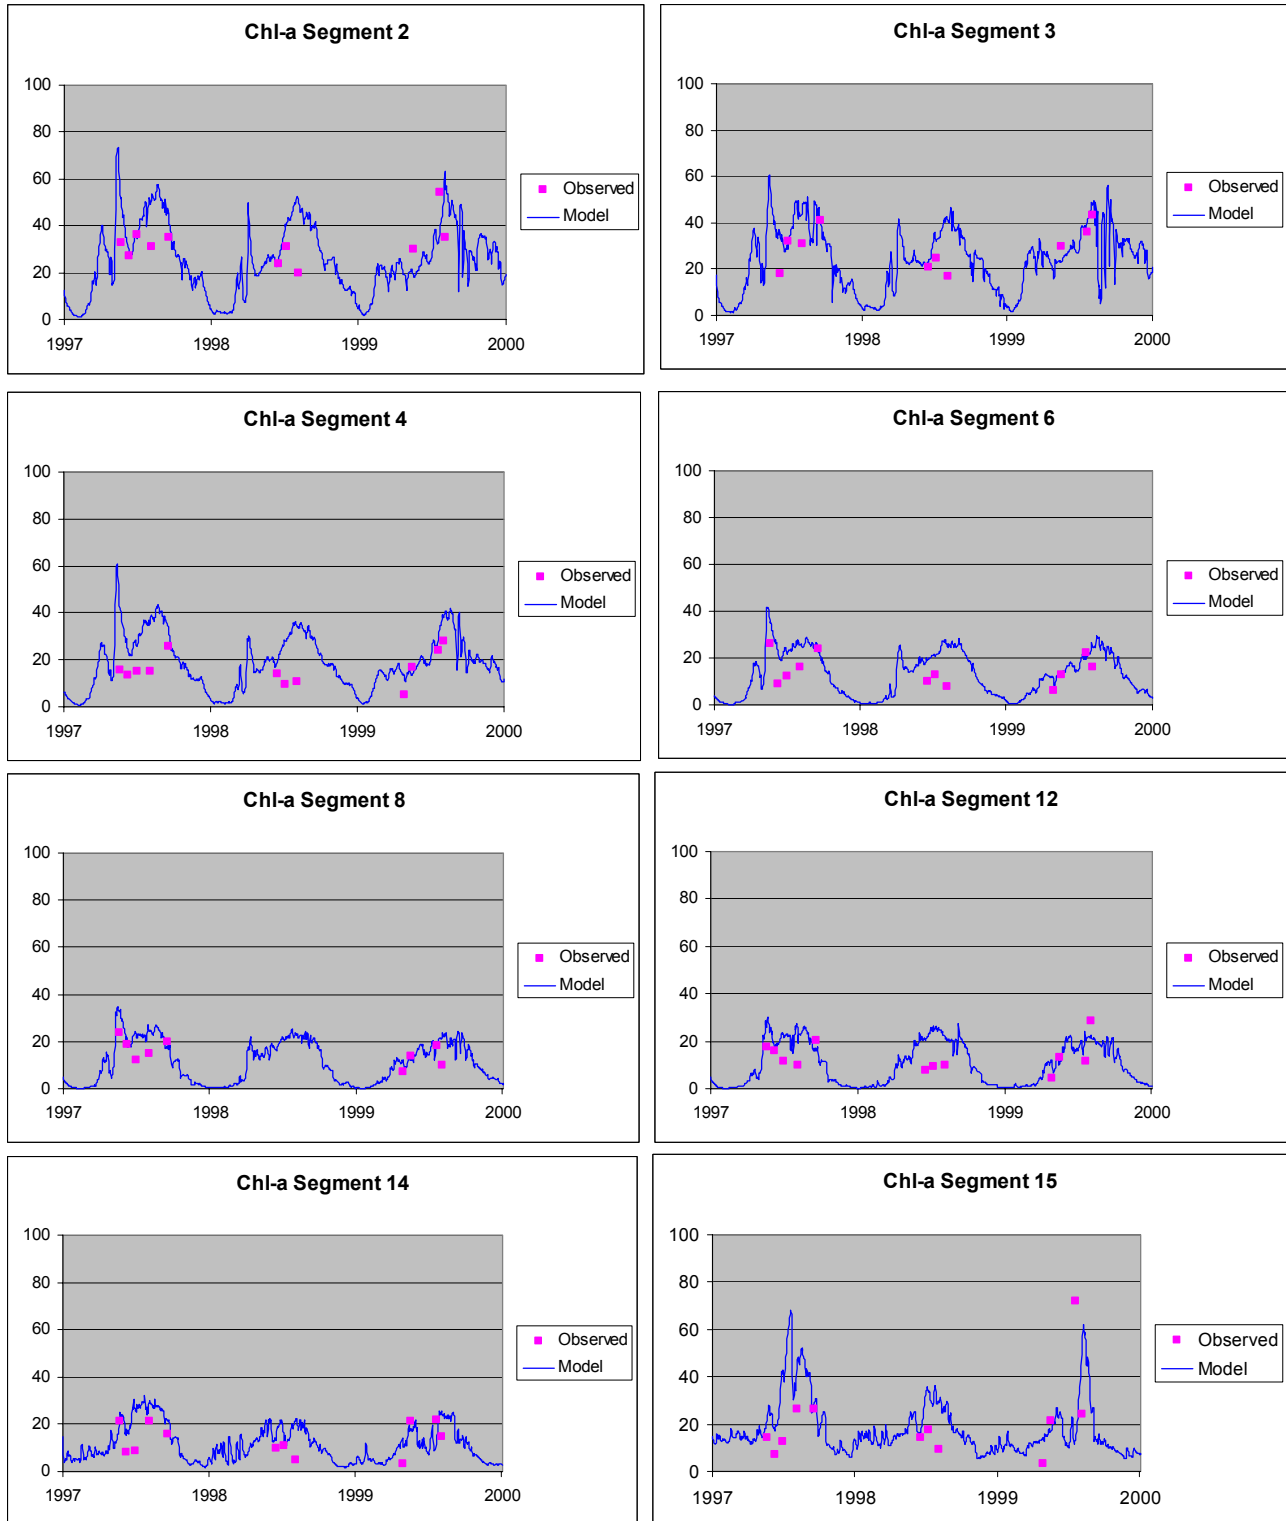 Chl-a Segment 2
100
80
60
40
20
0
1997 1998 1999 2000
Observed
Model
Chl-a Segment 3
100
80
60
40
20
0
1997 1998 1999 2000
Observed
Model
Chl-a Segment 4
100
80
60
40
20
0
1997 1998 1999 2000
Observed
Model
Chl-a Segment 6
100
80
60
40
20
0
1997 1998 1999 2000
Observed
Model
Chl-a Segment 8
100
80
60
40
20
0
1997 1998 1999 2000
Observed
Model
Chl-a Segment 12
100
80
60
40
20
0
1997 1998 1999 2000
Observed
Model
Chl-a Segment 14
100
80
60
40
20
0
1997 1998 1999 2000
Observed
Model
Chl-a Segment 15
100
80
60
40
20
0
1997 1998 1999 2000
Observed
Model